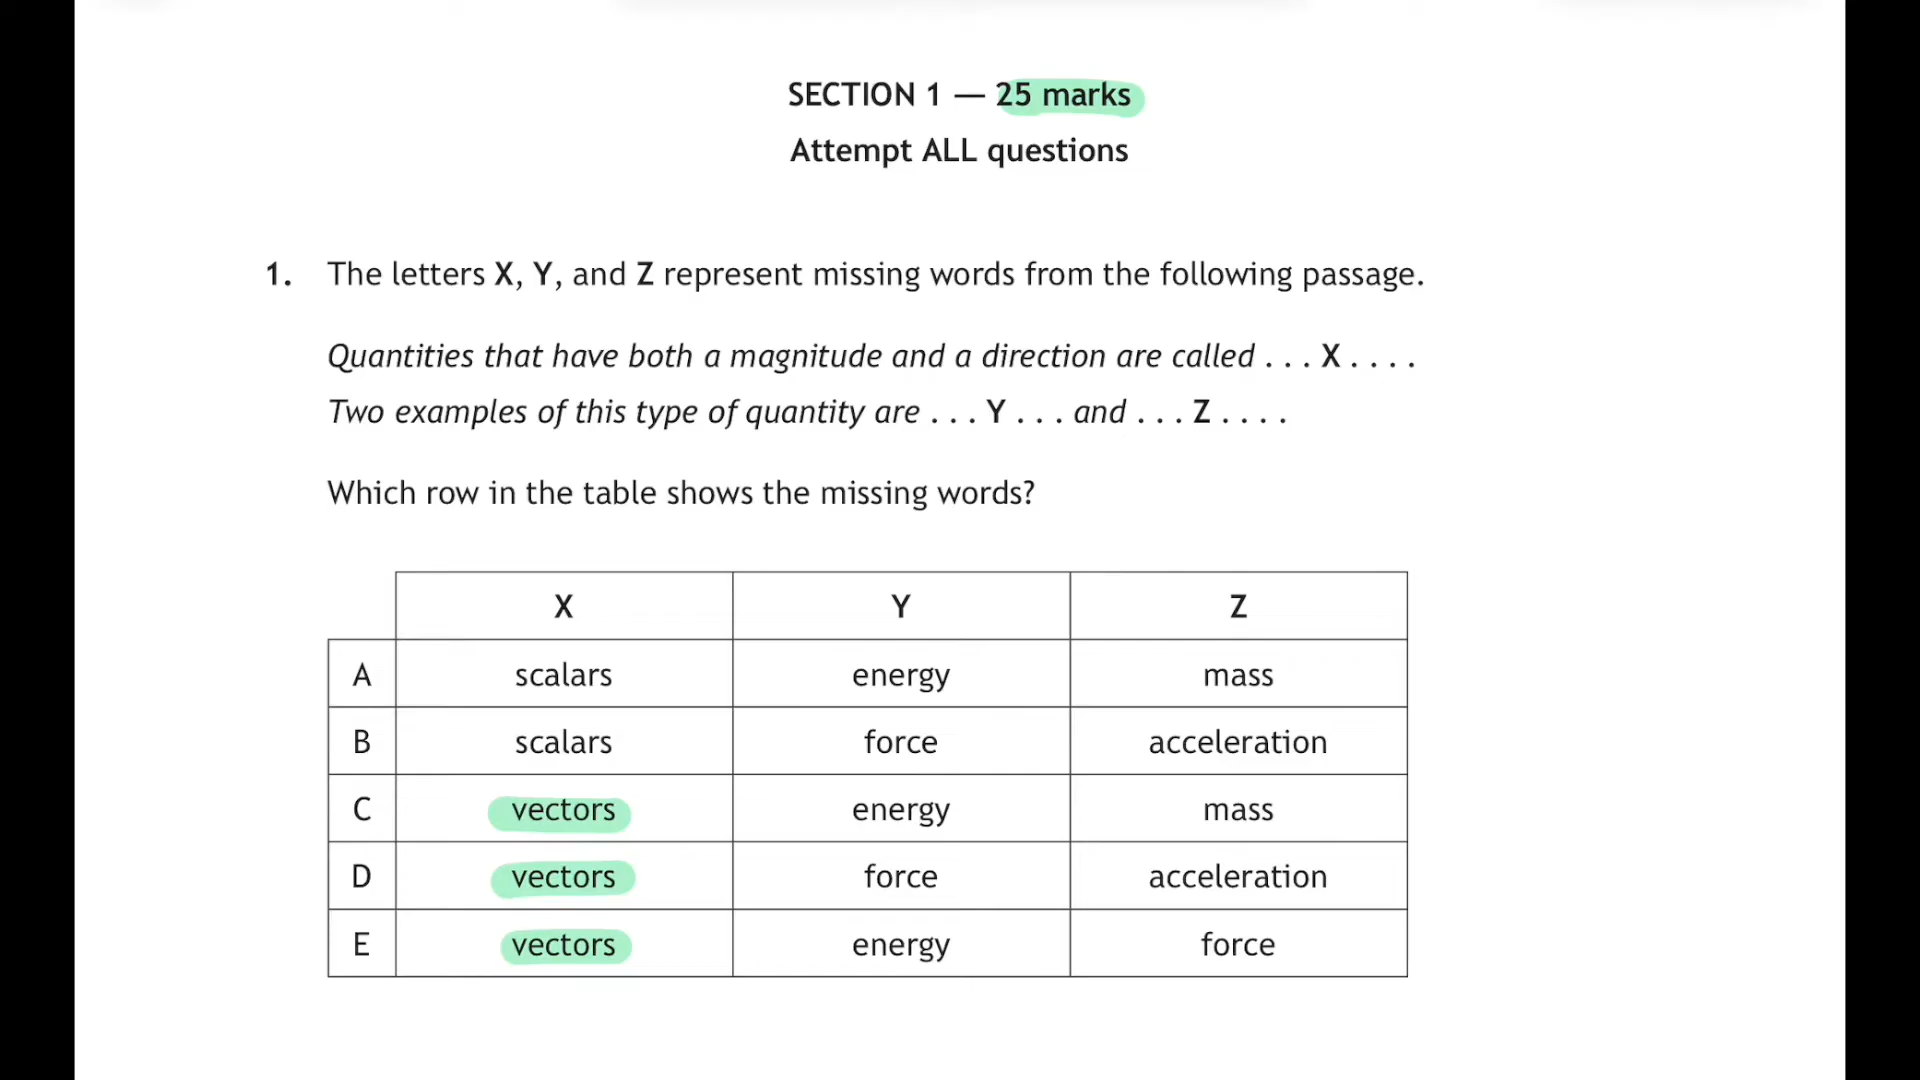 SECTION 1 — 25 marks
Attempt ALL questions
1. The letters X, Y, and Z represent missing words from the following passage.
Quantities that have both a magnitude and a direction are called . . . X . . . .
Two examples of this type of quantity are . . . Y . . . and . . . Z . . . .
Which row in the table shows the missing words?
X Y Z
A scalars energy mass
B scalars force acceleration
C vectors energy mass
D vectors force acceleration
E vectors energy force